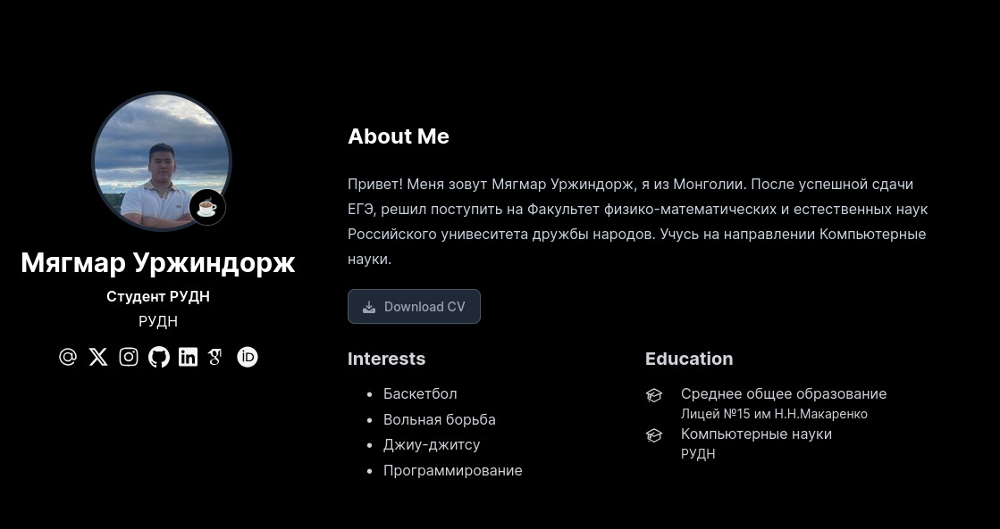 Мягмар Уржиндорж
Студент РУДН
РУДН
About Me
Привет! Меня зовут Мягмар Уржиндорж, я из Монголии. После успешной сдачи
ЕГЭ, решил поступить на Факультет физико-математических и естественных наук
Российского унивеситета дружбы народов. Учусь на направлении Компьютерные
науки.
Download CV
Interests
Баскетбол
Вольная борьба
Джиу-джитсу
Программирование
Education
Среднее общее образование
Лицей №15 им Н.Н.Макаренко
Компьютерные науки
РУДН